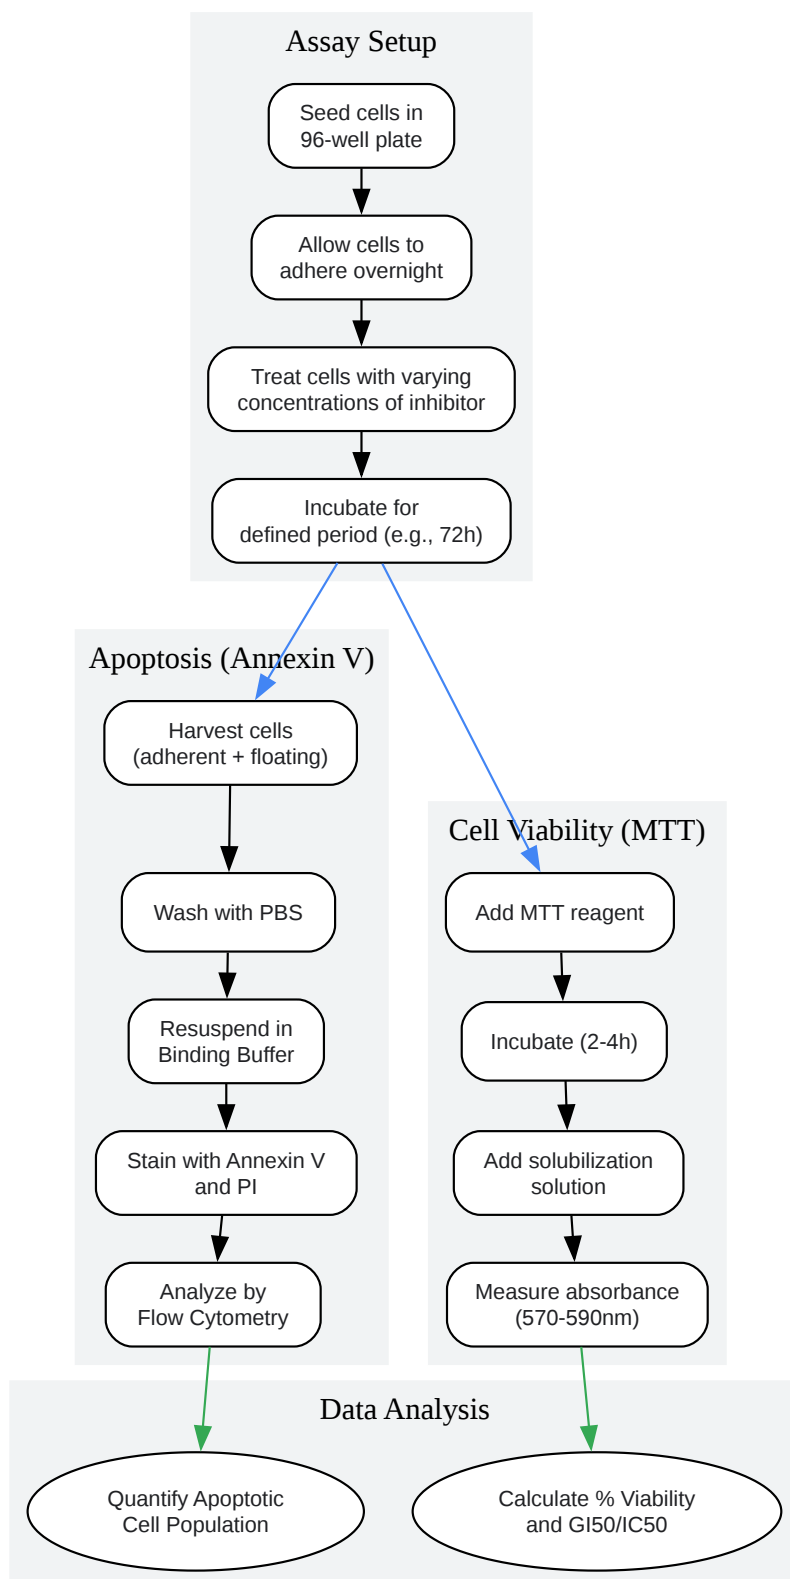 Assay Setup
Seed cells in
96-well plate
Allow cells to
adhere overnight
Treat cells with varying
concentrations of inhibitor
Incubate for
defined period (e.g., 72h)
Apoptosis (Annexin V)
Harvest cells
(adherent + floating)
Wash with PBS
Resuspend in
Binding Buffer
Stain with Annexin V
and PI
Analyze by
Flow Cytometry
Cell Viability (MTT)
Add MTT reagent
Incubate (2-4h)
Add solubilization
solution
Measure absorbance
(570-590nm)
Data Analysis
Quantify Apoptotic
Cell Population
Calculate % Viability
and GI50/IC50